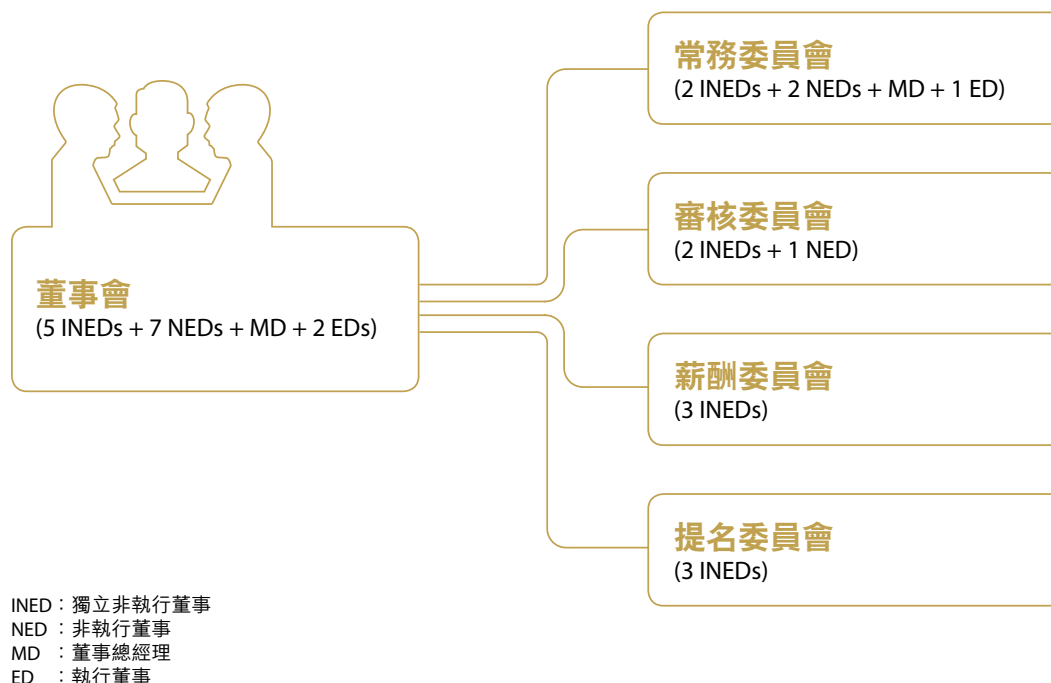 常務委員會
(2 INEDs + 2 NEDs + MD + 1 ED)
審核委員會
(2 INEDs + 1 NED)
董事會
(5 INEDs + 7 NEDs + MD + 2 EDs)
薪酬委員會
(3 INEDs)
提名委員會
(3 INEDs)
INED：獨立非執行董事
NED ：非執行董事
MD ：董事總經理
ED ：執行董事